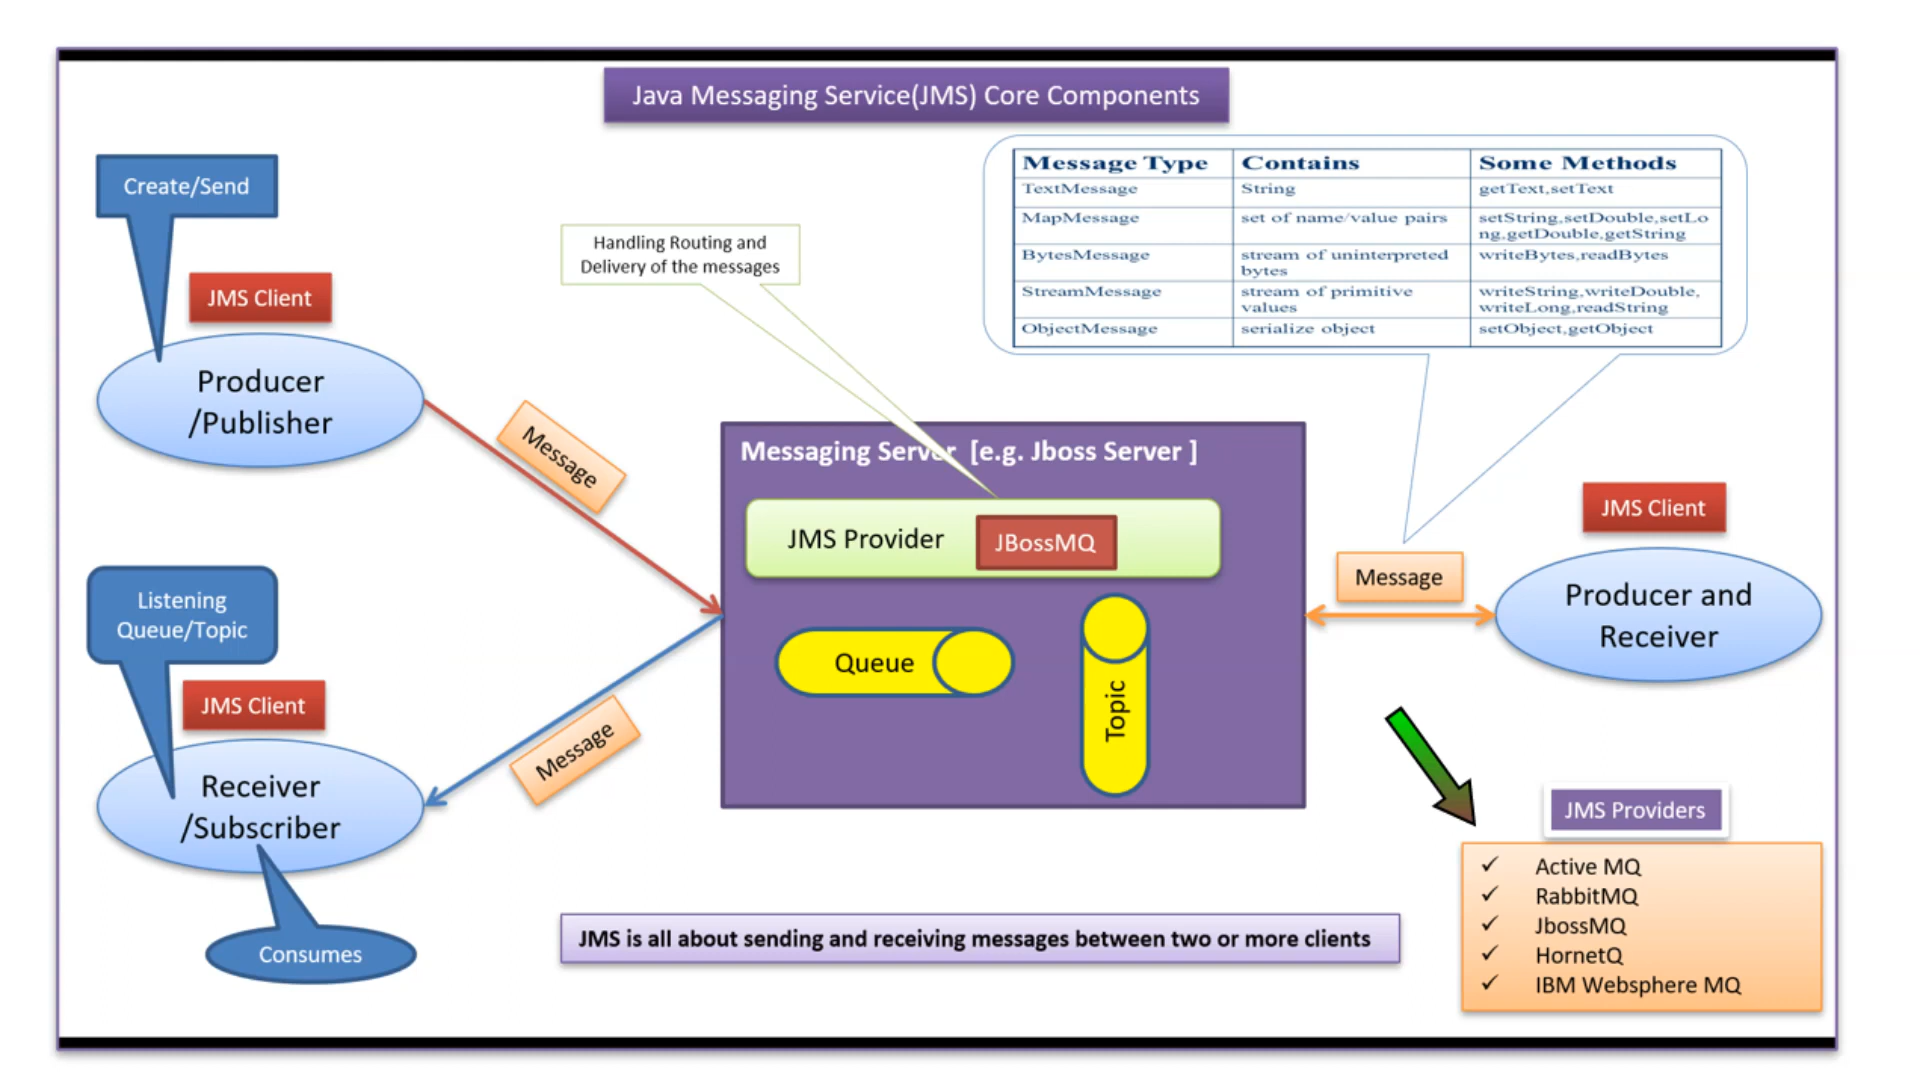 Java Messaging Service(JMS) Core Components
Create/Send
JMS Client
Producer
/Publisher
Message
Handling Routing and
Delivery of the messages
Message Type Contains Some Methods
TextMessage String getText,setText
MapMessage set of name/value pairs setString,setDouble,setLo
ng,getDouble,getString
BytesMessage stream of uninterpreted writeBytes,readBytes
bytes
StreamMessage stream of primitive writeString,writeDouble,
values writeLong,readString
ObjectMessage serialize object setObject,getObject
Messaging Server [e.g. Jboss Server ]
JMS Provider JBossMQ
Queue
Topic
Message
JMS Client
Producer and
Receiver
Listening
Queue/Topic
JMS Client
Receiver
/Subscriber
Message
Consumes
JMS is all about sending and receiving messages between two or more clients
JMS Providers
✓ Active MQ
✓ RabbitMQ
✓ JbossMQ
✓ HornetQ
✓ IBM Websphere MQ